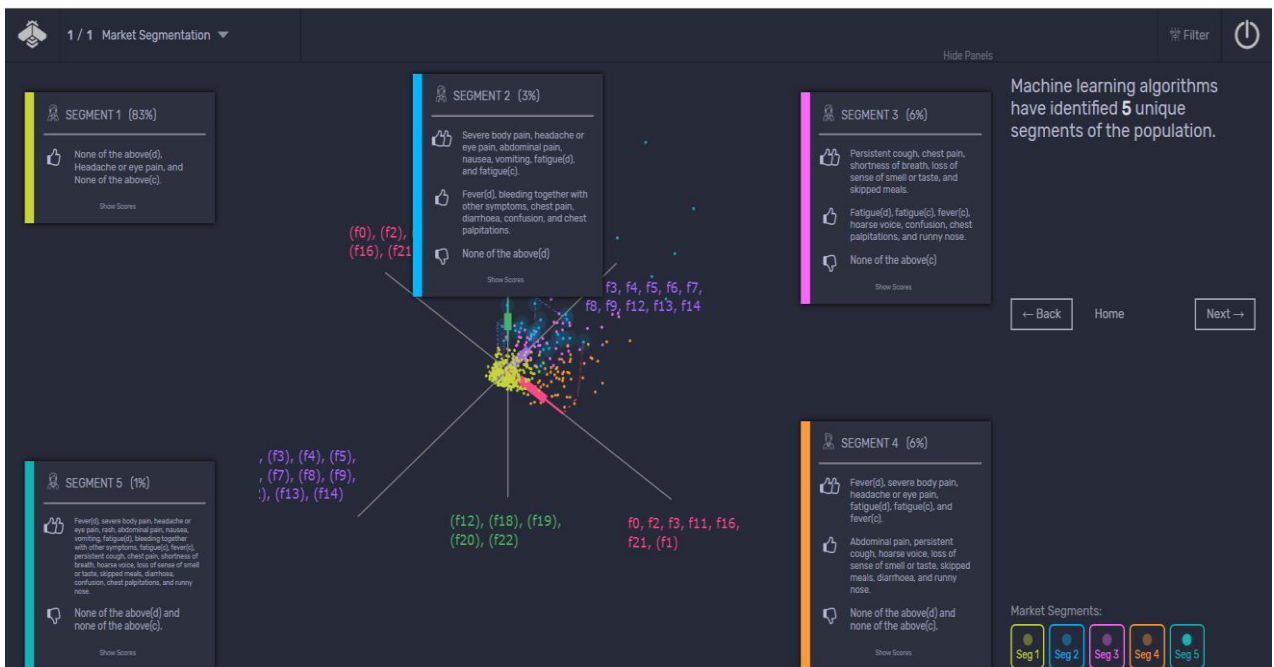 1 / 1 Market Segmentation
Filter
Hide Panels
SEGMENT 1 (83%)
None of the above(d),
Headache or eye pain, and
None of the above(c).
Show Scores
SEGMENT 2 (3%)
Severe body pain, headache or
eye pain, abdominal pain,
nausea, vomiting, fatigue(d),
and fatigue(c).
Fever(d), bleeding together with
other symptoms, chest pain,
diarrhoea, confusion, and chest
palpitations.
None of the above(d)
Show Scores
SEGMENT 3 (6%)
Persistent cough, chest pain,
shortness of breath, loss of
sense of smell or taste, and
skipped meals.
Fatigue(d), fatigue(c), fever(c),
hoarse voice, confusion, chest
palpitations, and runny nose.
None of the above(c)
Show Scores
Machine learning algorithms
have identified 5 unique
segments of the population.
← Back
Home
Next →
(f0), (f2),
(f16), (f21
f3, f4, f5, f6, f7,
f8, f9, f12, f13, f14
, (f3), (f4), (f5),
, (f7), (f8), (f9),
), (f13), (f14)
(f12), (f18), (f19),
(f20), (f22)
f0, f2, f3, f11, f16,
f21, (f1)
SEGMENT 5 (1%)
Fever(d), severe body pain, headache or
eye pain, rash, abdominal pain, nausea,
vomiting, fatigue(d), bleeding together
with other symptoms, fatigue(c), fever(c),
persistent cough, chest pain, shortness of
breath, hoarse voice, loss of sense of smell
or taste, skipped meals, diarrhoea,
confusion, chest palpitations, and runny
nose.
None of the above(d) and
none of the above(c).
Show Scores
SEGMENT 4 (6%)
Fever(d), severe body pain,
headache or eye pain,
fatigue(d), fatigue(c), and
fever(c).
Abdominal pain, persistent
cough, hoarse voice, loss of
sense of smell or taste, skipped
meals, diarrhoea, and runny
nose.
None of the above(d) and
none of the above(c).
Show Scores
Market Segments:
Seg 1
Seg 2
Seg 3
Seg 4
Seg 5